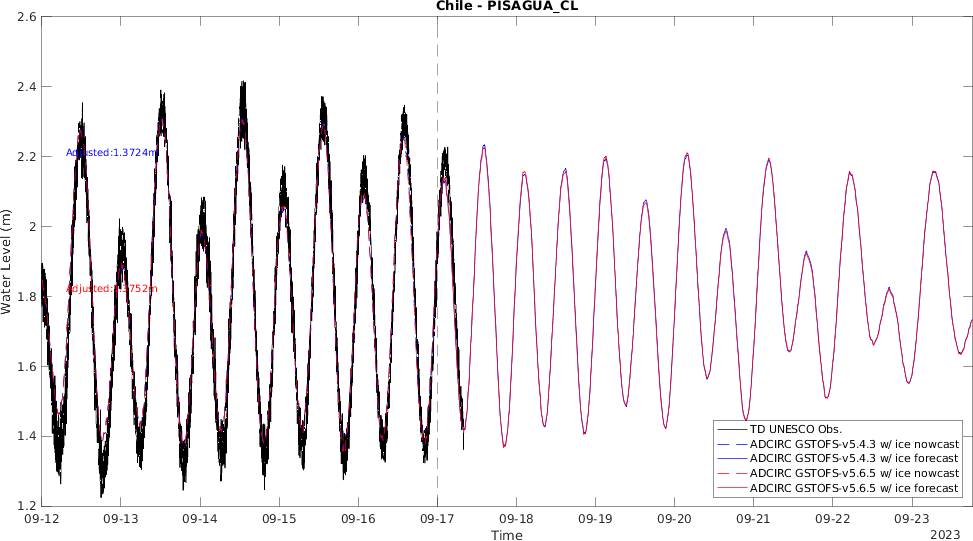 Chile - PISAGUA_CL
2.6
2.4
2.2
2
1.8
1.6
1.4
1.2
Water Level (m)
Adjusted:1.3724m
Adjusted:1.3752m
TD UNESCO Obs.
ADCIRC GSTOFS-v5.4.3 w/ ice nowcast
ADCIRC GSTOFS-v5.4.3 w/ ice forecast
ADCIRC GSTOFS-v5.6.5 w/ ice nowcast
ADCIRC GSTOFS-v5.6.5 w/ ice forecast
09-12 09-13 09-14 09-15 09-16 09-17 09-18 09-19 09-20 09-21 09-22 09-23
Time
2023